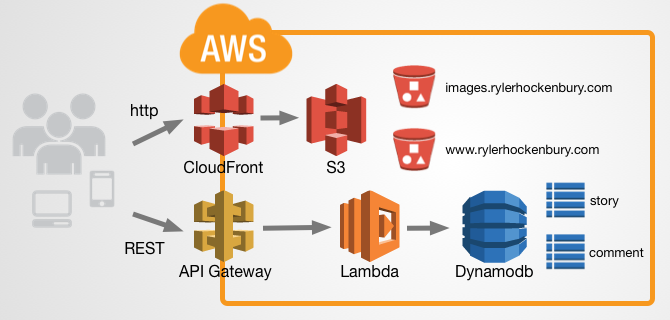 AWS
http
images.rylerhockenbury.com
www.rylerhockenbury.com
CloudFront
S3
story
REST
comment
API Gateway
Lambda
Dynamodb